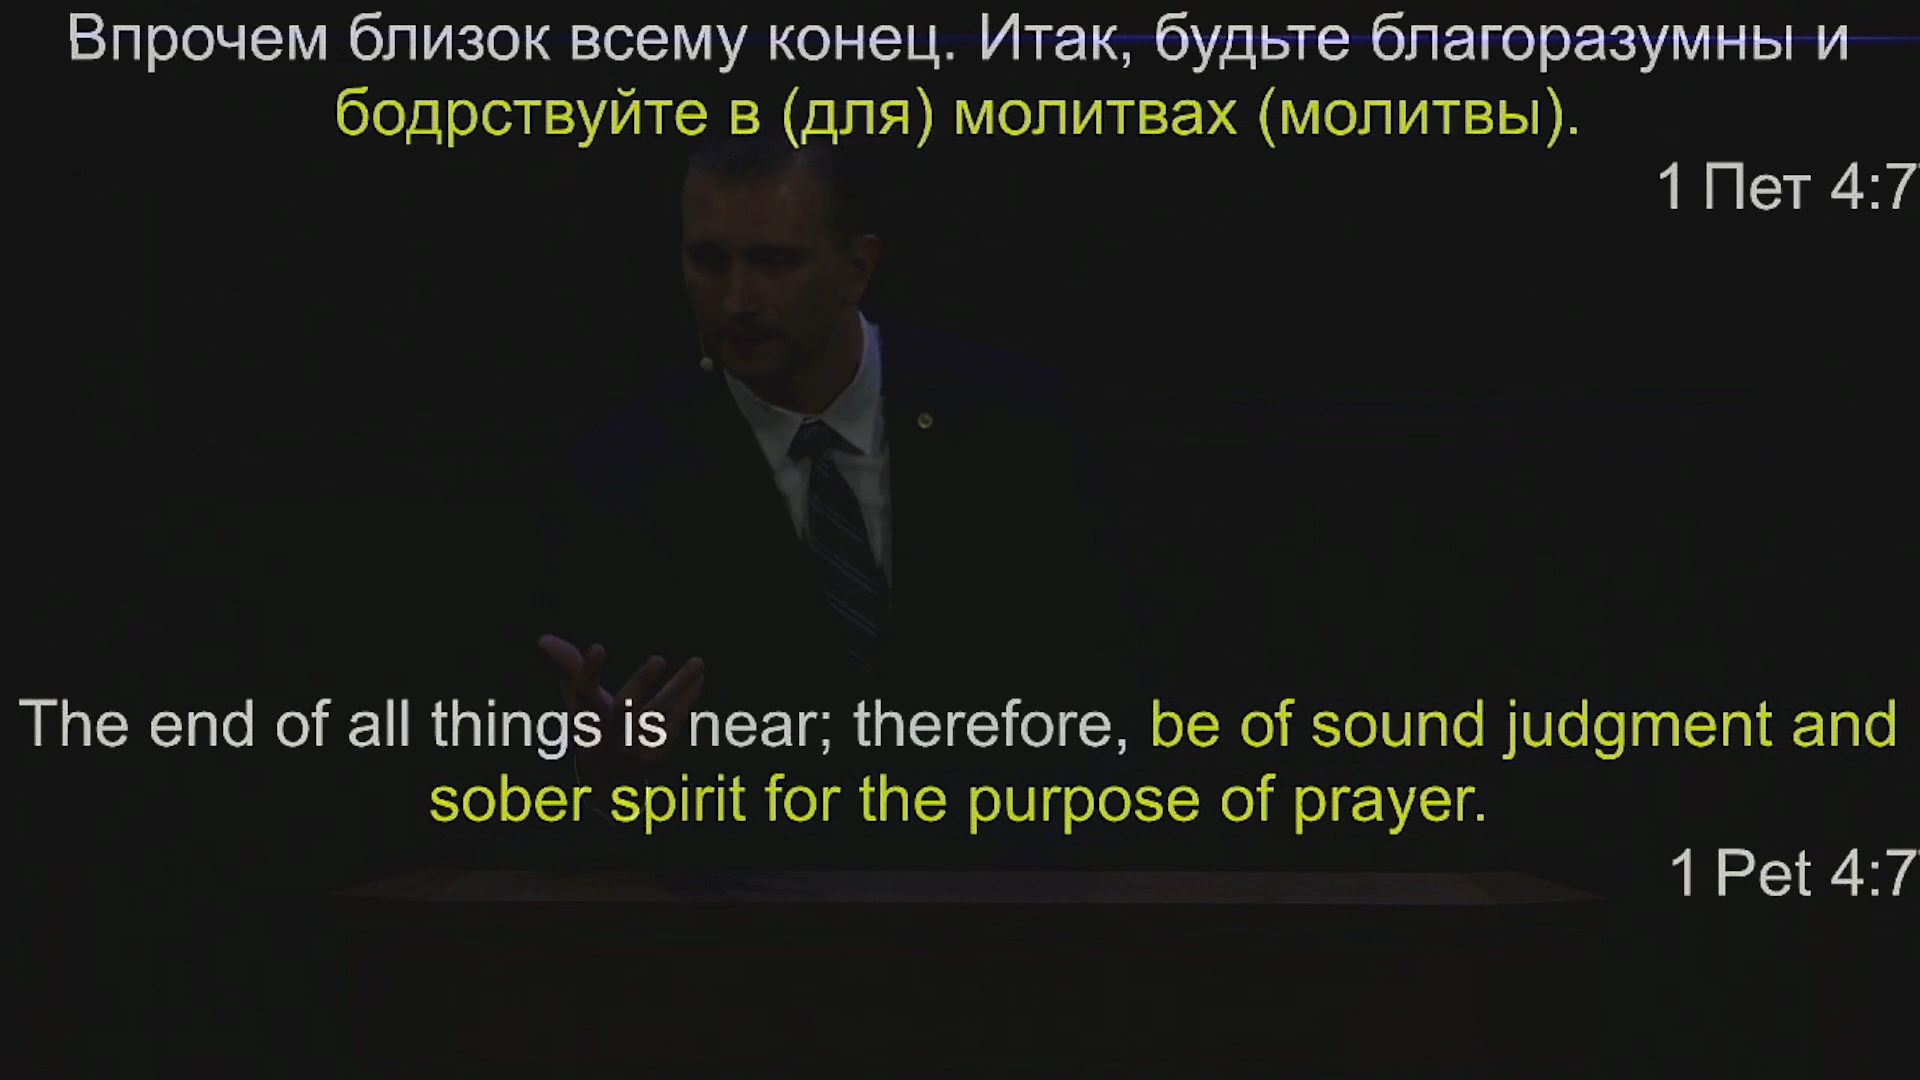 Впрочем близок всему конец. Итак, будьте благоразумны и
бодрствуйте в (для) молитвах (молитвы).
1 Пет 4:7
The end of all things is near; therefore, be of sound judgment and
sober spirit for the purpose of prayer.
1 Pet 4:7